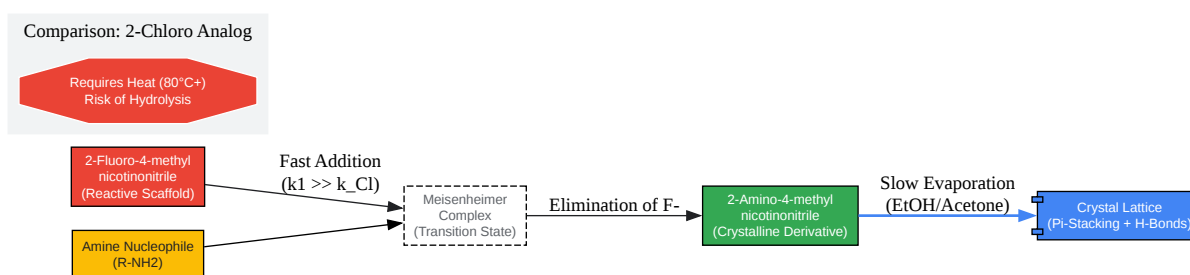 Comparison: 2-Chloro Analog
Requires Heat (80°C+)
Risk of Hydrolysis
2-Fluoro-4-methyl
nicotinonitrile
(Reactive Scaffold)
Fast Addition
(k1 >> k_Cl)
Amine Nucleophile
(R-NH2)
Meisenheimer
Complex
(Transition State)
Elimination of F-
2-Amino-4-methyl
nicotinonitrile
(Crystalline Derivative)
Slow Evaporation
(EtOH/Acetone)
Crystal Lattice
(Pi-Stacking + H-Bonds)